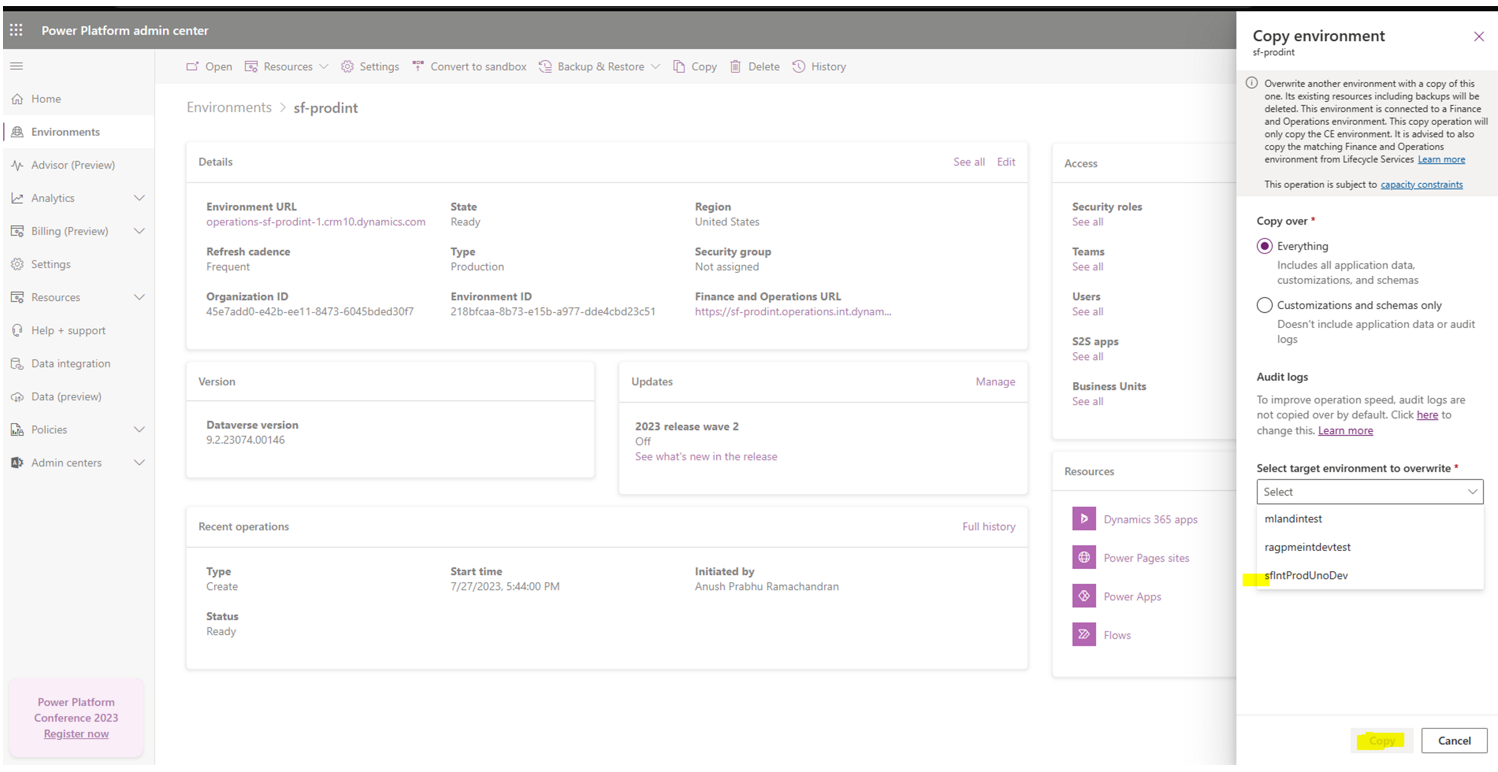 Power Platform admin center
Home
Environments
Advisor (Preview)
Analytics
Billing (Preview)
Settings
Resources
Help + support
Data integration
Data (preview)
Policies
Admin centers
Power Platform
Conference 2023
Register now
Open Resources Settings Convert to sandbox Backup & Restore Copy Delete History
Environments > sf-prodint
Details See all Edit
Environment URL State Region
operations-sf-prodint-1.crm10.dynamics.com Ready United States
Refresh cadence Type Security group
Frequent Production Not assigned
Organization ID Environment ID Finance and Operations URL
45e7add0-e42b-ee11-8473-6045bded30f7 218bfcaa-8b73-e15b-a977-dde4cbd23c51 https://sf-prodint.operations.int.dynam...
Version
Dataverse version
9.2.23074.00146
Updates Manage
2023 release wave 2
Off
See what's new in the release
Recent operations Full history
Type Start time Initiated by
Create 7/27/2023, 5:44:00 PM Anush Prabhu Ramachandran
Status
Ready
Access
Security roles
See all
Teams
See all
Users
See all
S2S apps
See all
Business Units
See all
Resources
Dynamics 365 apps
Power Pages sites
Power Apps
Flows
Copy environment
sf-prodint
Overwrite another environment with a copy of this
one. Its existing resources including backups will be
deleted. This environment is connected to a Finance
and Operations environment. This copy operation will
only copy the CE environment. It is advised to also
copy the matching Finance and Operations
environment from Lifecycle Services Learn more
This operation is subject to capacity constraints
Copy over *
Everything
Includes all application data,
customizations, and schemas
Customizations and schemas only
Doesn't include application data or audit
logs
Audit logs
To improve operation speed, audit logs are
not copied over by default. Click here to
change this. Learn more
Select target environment to overwrite *
Select
mlandintest
ragpmeintdevtest
sfIntProdUnoDev
Copy Cancel